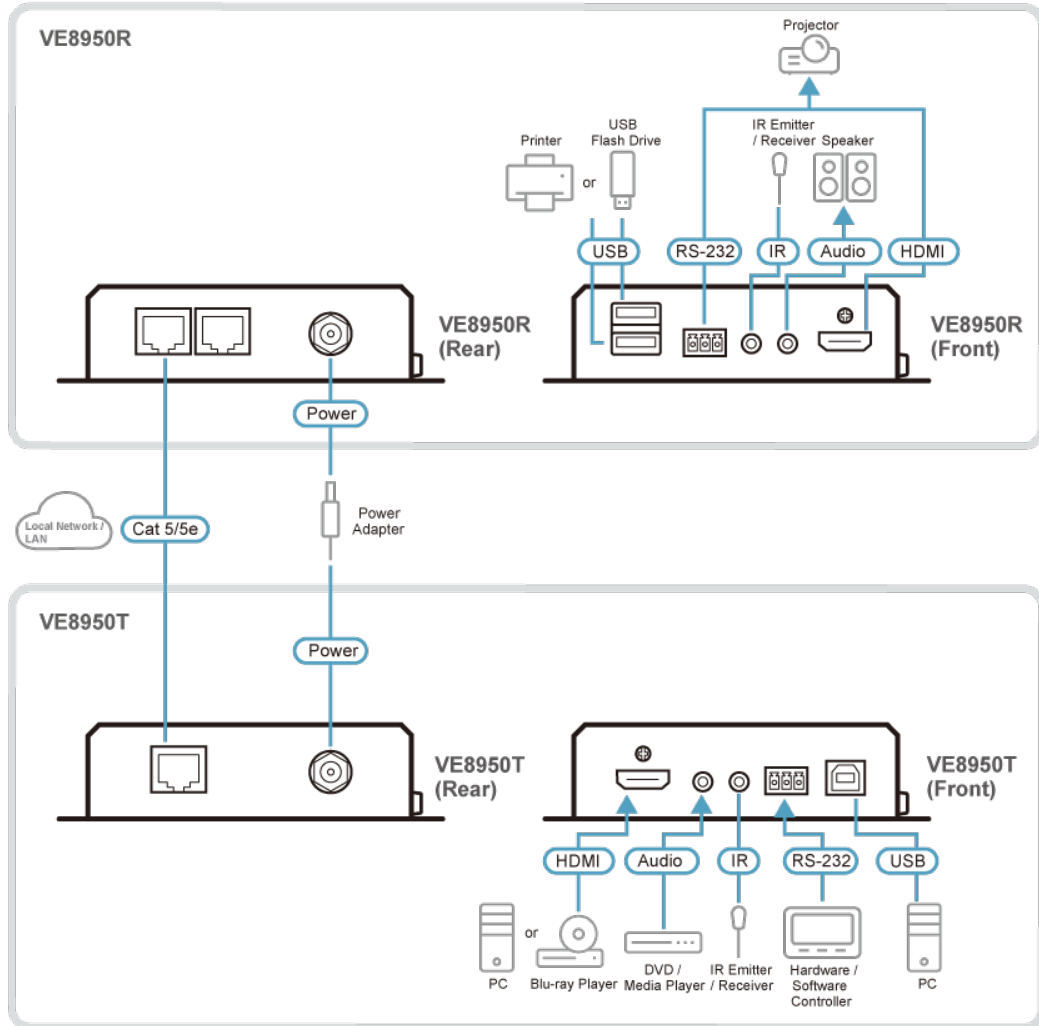 VE8950R
Projector
Printer
USB
Flash Drive
or
IR Emitter
/ Receiver
Speaker
USB
RS-232
IR
Audio
HDMI
VE8950R
(Rear)
VE8950R
(Front)
Power
Local Network /
LAN
Cat 5/5e
Power
Adapter
VE8950T
Power
VE8950T
(Rear)
VE8950T
(Front)
HDMI
Audio
IR
RS-232
USB
PC
or
Blu-ray Player
DVD /
Media Player
IR Emitter
/ Receiver
Hardware /
Software
Controller
PC